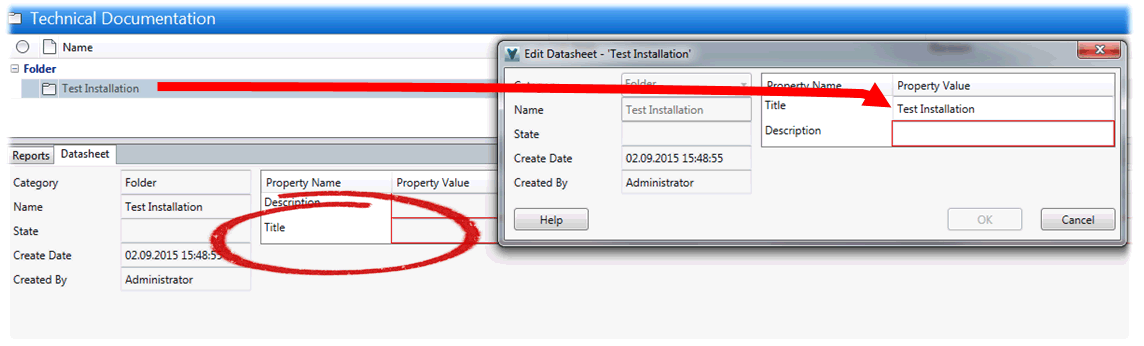 Technical Documentation
Name
Folder
Test Installation
Reports
Datasheet
Category Folder
Name Test Installation
State
Create Date 02.09.2015 15:48:55
Created By Administrator
Property Name Property Value
Description
Title
Edit Datasheet - 'Test Installation'
Category Folder
Name Test Installation
State
Create Date 02.09.2015 15:48:55
Created By Administrator
Property Name Property Value
Title Test Installation
Description
Help
OK
Cancel